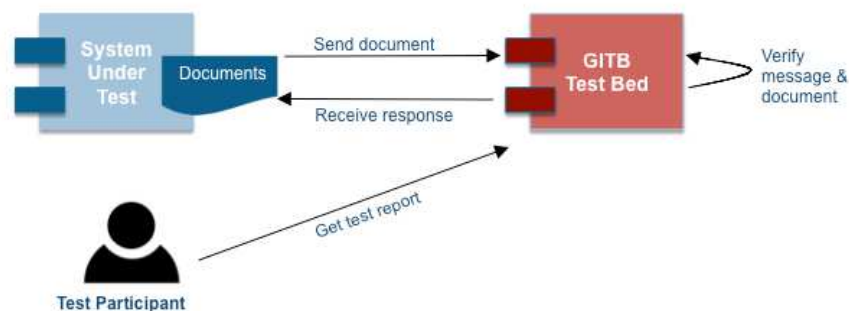 System
Under
Test
Documents
Send document
Receive response
GITB
Test Bed
Verify
message &
document
Get test report
Test Participant